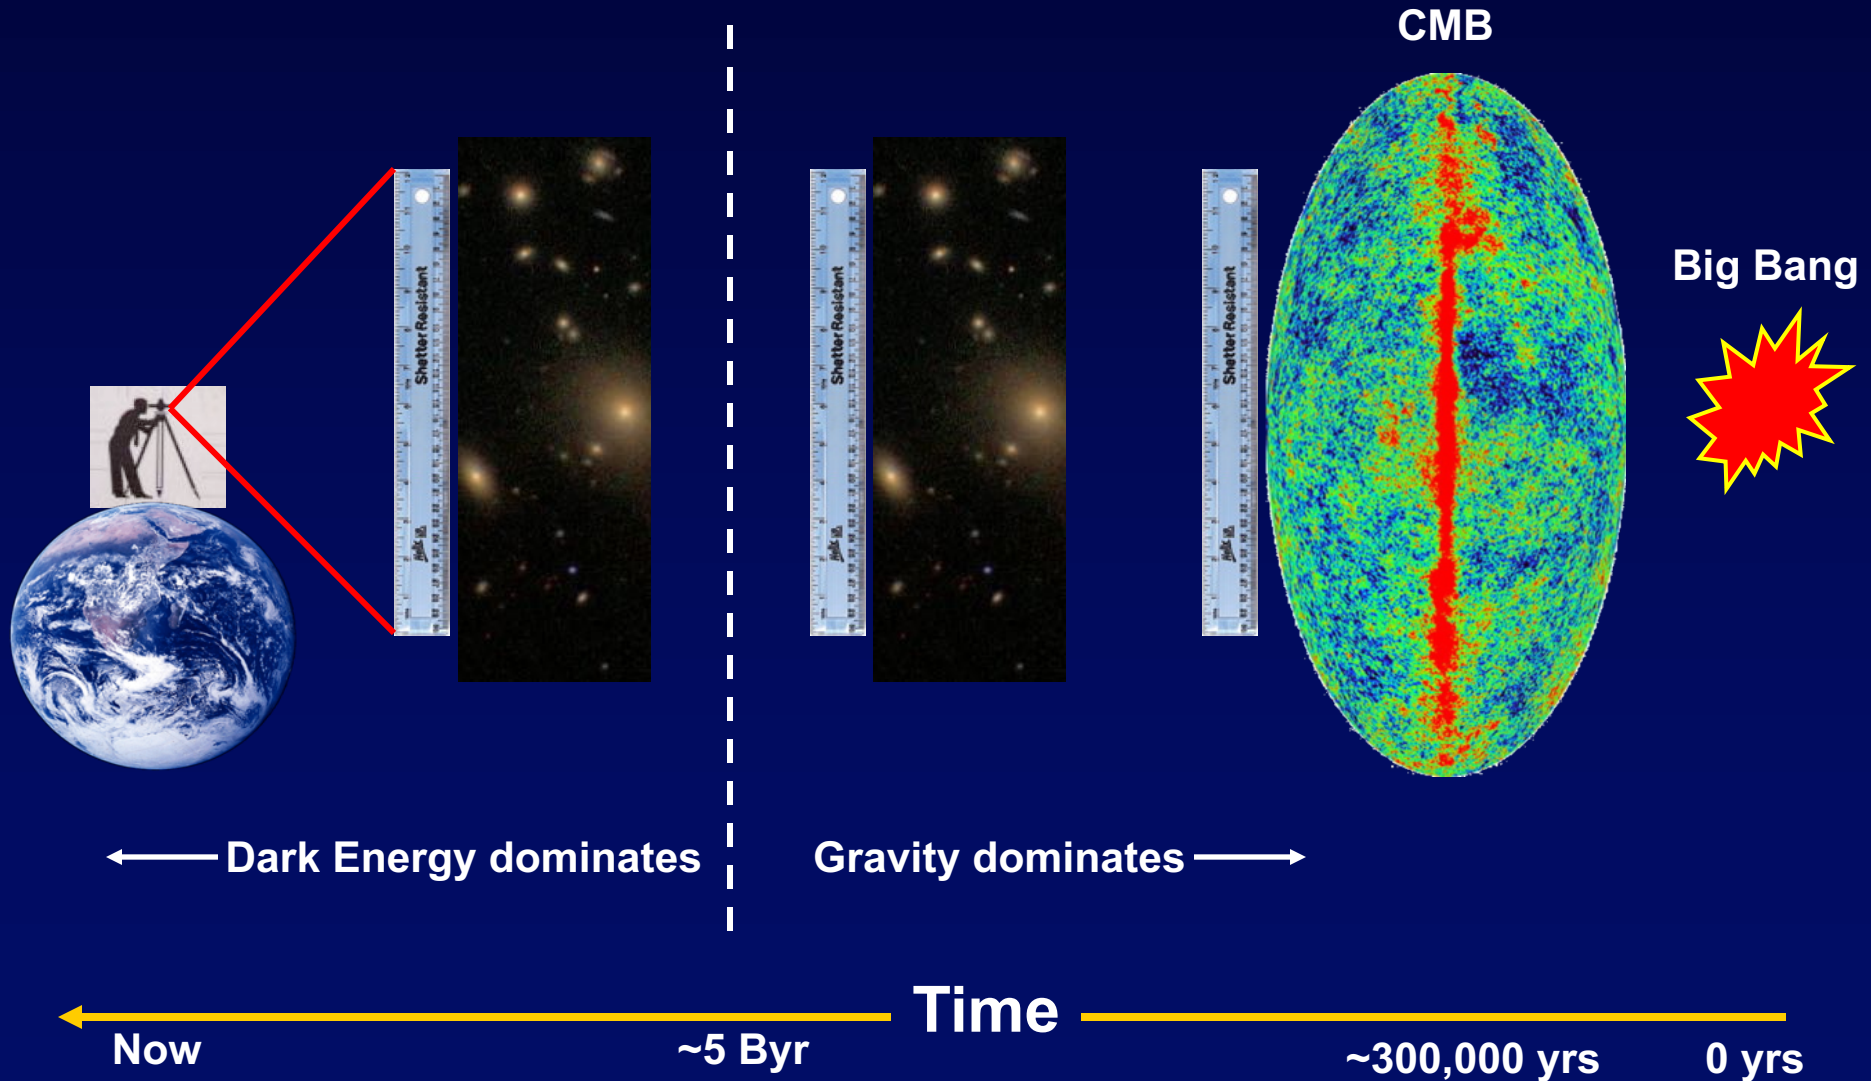 CMB
Big Bang
Shatter Resistant
Shatter Resistant
Shatter Resistant
Dark Energy dominates
Gravity dominates
Time
Now
~5 Byr
~300,000 yrs
0 yrs